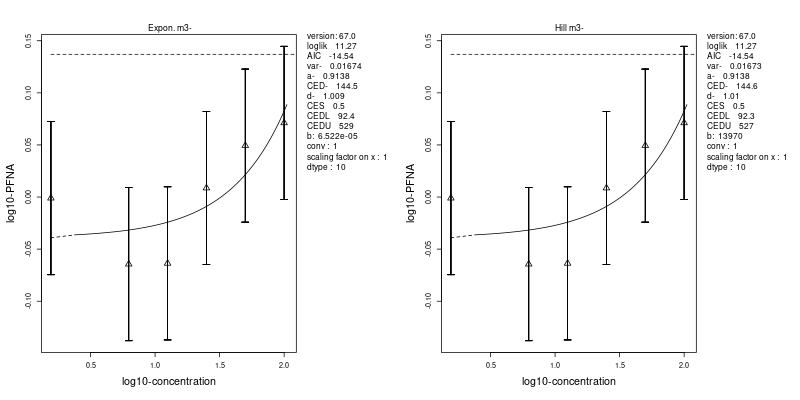 Expon. m3-
version: 67.0
loglik 11.27
AIC -14.54
var- 0.01674
a- 0.9138
CED- 144.5
d- 1.009
CES 0.5
CEDL 92.4
CEDU 529
b: 6.522e-05
conv : 1
scaling factor on x : 1
dtype : 10
log10-PFNA
0.15
0.10
0.05
0.00
-0.05
-0.10
0.5 1.0 1.5 2.0
log10-concentration
Hill m3-
version: 67.0
loglik 11.27
AIC -14.54
var- 0.01673
a- 0.9138
CED- 144.6
d- 1.01
CES 0.5
CEDL 92.3
CEDU 527
b: 13970
conv : 1
scaling factor on x : 1
dtype : 10
log10-PFNA
0.15
0.10
0.05
0.00
-0.05
-0.10
0.5 1.0 1.5 2.0
log10-concentration